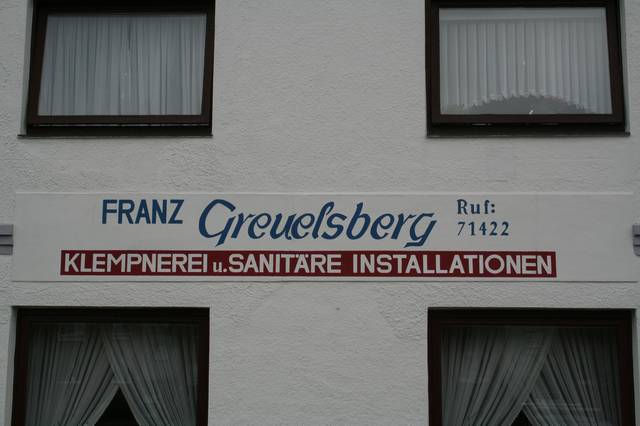 FRANZ Greuelsberg Ruf:
71422
KLEMPNEREI u. SANITÄRE INSTALLATIONEN